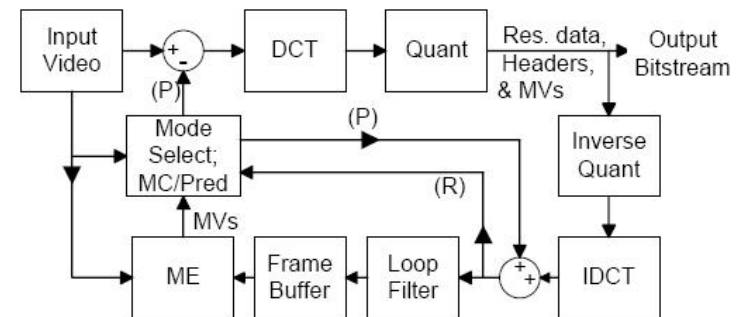 Input
Video
+
-
DCT
Quant
Res. data,
Headers,
& MVs
Output
Bitstream
(P)
Mode
Select;
MC/Pred
(P)
(R)
Inverse
Quant
MVs
ME
Frame
Buffer
Loop
Filter
+
+
IDCT